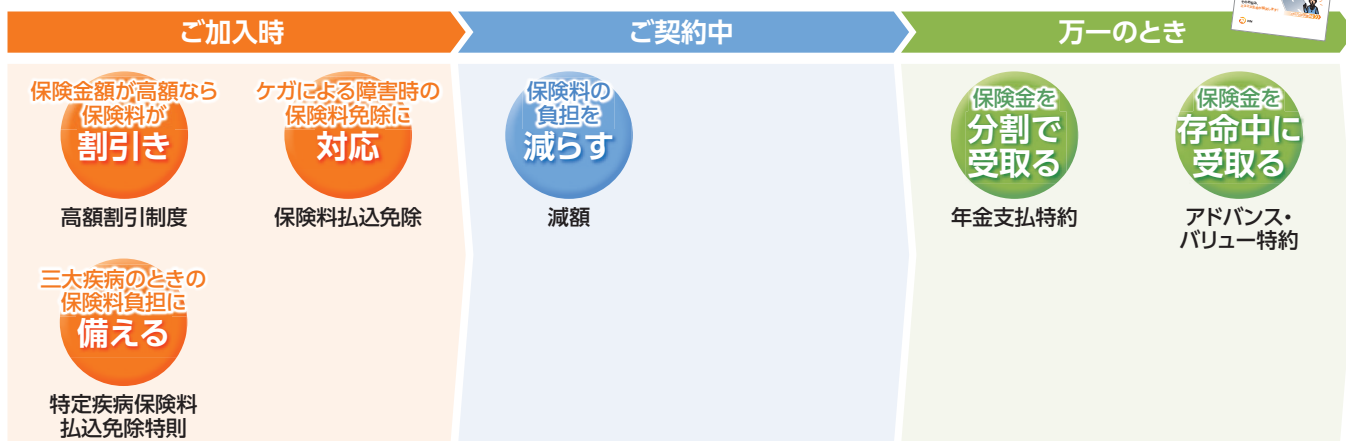 ご加入時
ご契約中
万一のとき
保険金額が高額なら
保険料が
割引き
高額割引制度
ケガによる障害時の
保険料免除に
対応
保険料払込免除
三大疾病のときの
保険料負担に
備える
特定疾病保険料
払込免除特則
保険料の
負担を
減らす
減額
保険金を
分割で
受取る
年金支払特約
保険金を
存命中に
受取る
アドバンス・
バリュー特約